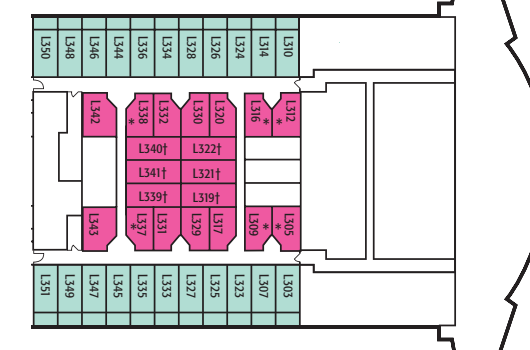 L350 L348 L346 L344 L336 L334 L328 L326 L324 L314 L310
L342 *L338 L332 L330 L320 L316* *L312
L340† L322†
L341† L321†
L339† L319†
L343 *L337 L331 L329 L317 L309* *L305
L351 L349 L347 L345 L335 L333 L327 L325 L323 L307 L303